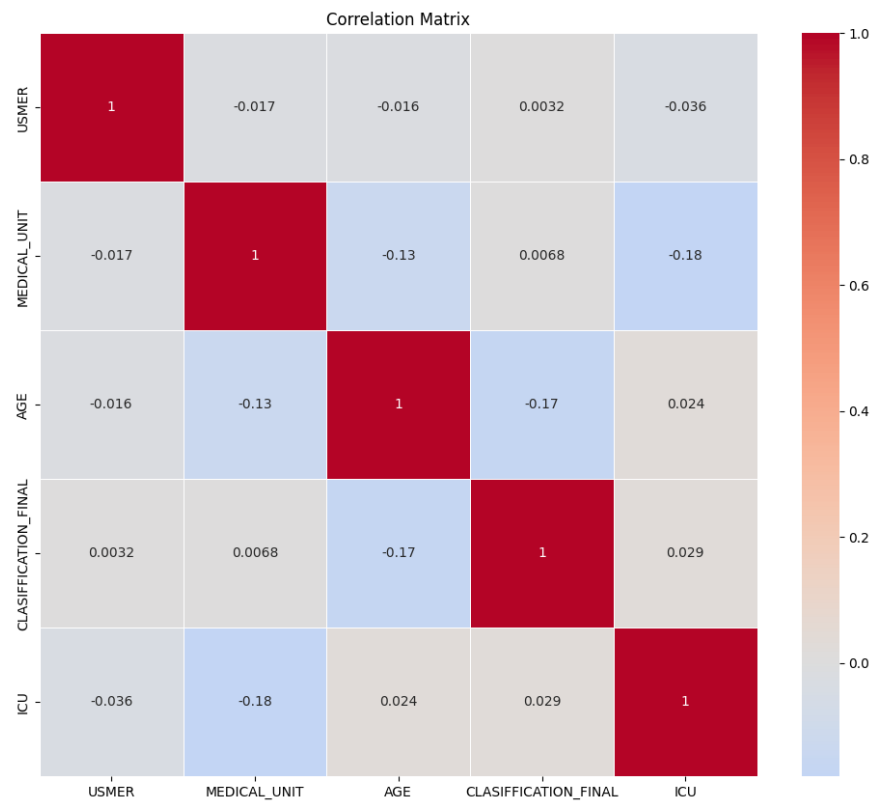 Correlation Matrix
USMER 1 -0.017 -0.016 0.0032 -0.036
MEDICAL_UNIT -0.017 1 -0.13 0.0068 -0.18
AGE -0.016 -0.13 1 -0.17 0.024
CLASIFFICATION_FINAL 0.0032 0.0068 -0.17 1 0.029
ICU -0.036 -0.18 0.024 0.029 1
USMER MEDICAL_UNIT AGE CLASIFFICATION_FINAL ICU
1.0
0.8
0.6
0.4
0.2
0.0